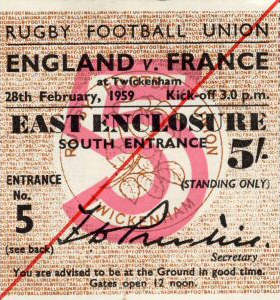 RUGBY FOOTBALL UNION
ENGLAND v. FRANCE
at Twickenham
28th February, 1959 Kick-off 3.0 p.m.
EAST ENCLOSURE
SOUTH ENTRANCE
5/-
ENTRANCE
(STANDING ONLY)
No.
5
TWICKENHAM
(see back)
Secretary
You are advised to be at the Ground in good time.
Gates open 12 noon.